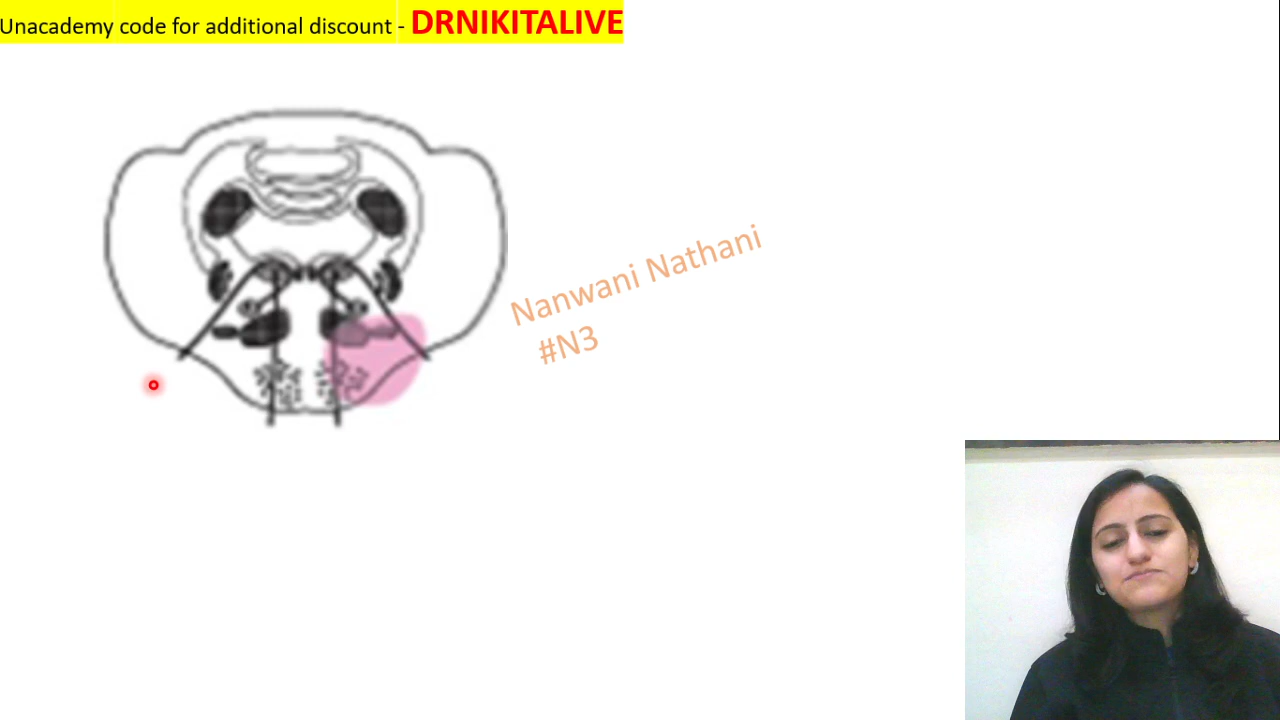 Unacademy code for additional discount - DRNIKITALIVE
Nanwani Nathani
#N3